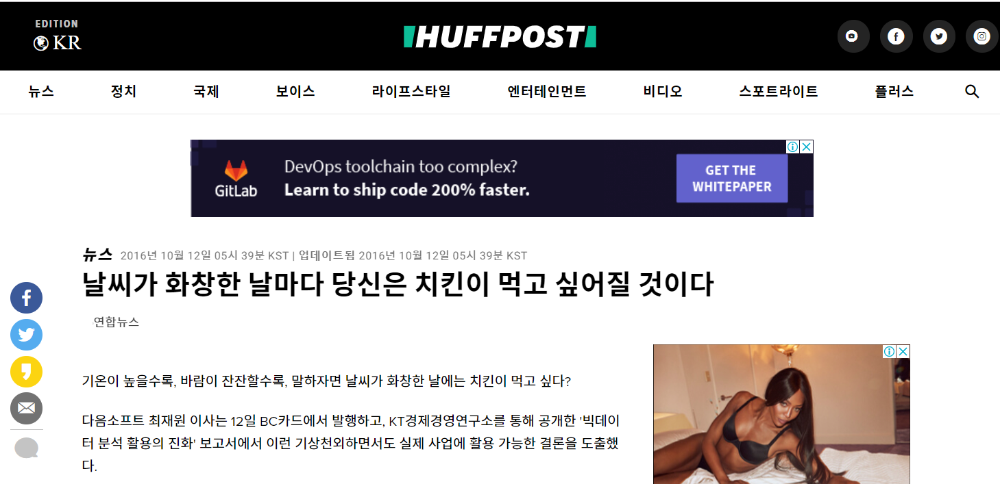 EDITION
KR
HUFFPOST
뉴스 정치 국제 보이스 라이프스타일 엔터테인먼트 비디오 스포트라이트 플러스
DevOps toolchain too complex?
Learn to ship code 200% faster.
GitLab
GET THE
WHITEPAPER
뉴스 2016년 10월 12일 05시 39분 KST | 업데이트됨 2016년 10월 12일 05시 39분 KST
날씨가 화창한 날마다 당신은 치킨이 먹고 싶어질 것이다
연합뉴스
기온이 높을수록, 바람이 잔잔할수록, 말하자면 날씨가 화창한 날에는 치킨이 먹고 싶다?
다음소프트 최재원 이사는 12일 BC카드에서 발행하고, KT경제경영연구소를 통해 공개한 '빅데이
터 분석 활용의 진화' 보고서에서 이런 기상천외하면서도 실제 사업에 활용 가능한 결론을 도출했
다.